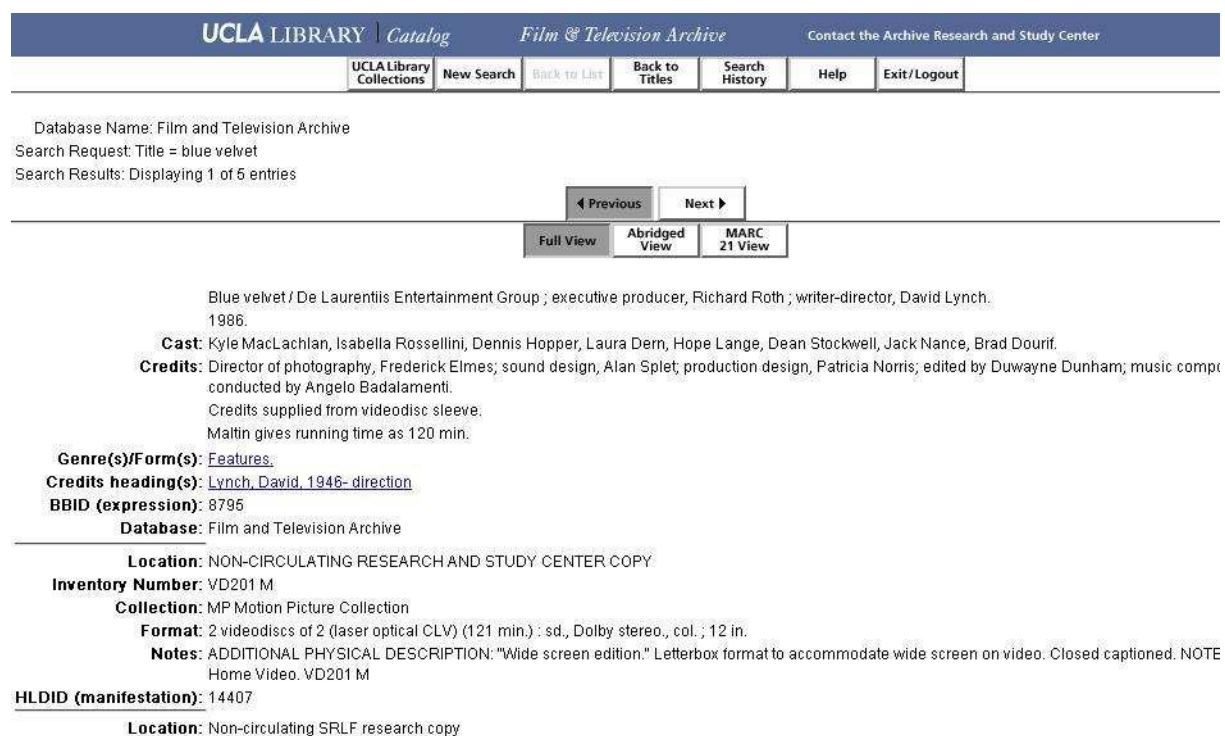 UCLA LIBRARY Catalog Film & Television Archive Contact the Archive Research and Study Center
UCLA Library Collections New Search Back to List Back to Titles Search History Help Exit/Logout
Database Name: Film and Television Archive
Search Request: Title = blue velvet
Search Results: Displaying 1 of 5 entries
Previous Next
Full View Abridged View MARC 21 View
Blue velvet / De Laurentiis Entertainment Group ; executive producer, Richard Roth ; writer-director, David Lynch.
1986.
Cast: Kyle MacLachlan, Isabella Rossellini, Dennis Hopper, Laura Dern, Hope Lange, Dean Stockwell, Jack Nance, Brad Dourif.
Credits: Director of photography, Frederick Elmes; sound design, Alan Splet; production design, Patricia Norris; edited by Duwayne Dunham; music compo
conducted by Angelo Badalamenti.
Credits supplied from videodisc sleeve.
Maltin gives running time as 120 min.
Genre(s)/Form(s): Features.
Credits heading(s): Lynch, David, 1946- direction
BBID (expression): 8795
Database: Film and Television Archive
Location: NON-CIRCULATING RESEARCH AND STUDY CENTER COPY
Inventory Number: VD201 M
Collection: MP Motion Picture Collection
Format: 2 videodiscs of 2 (laser optical CLV) (121 min.) : sd., Dolby stereo., col. ; 12 in.
Notes: ADDITIONAL PHYSICAL DESCRIPTION: "Wide screen edition." Letterbox format to accommodate wide screen on video. Closed captioned. NOTE
Home Video. VD201 M
HLDID (manifestation): 14407
Location: Non-circulating SRLF research copy